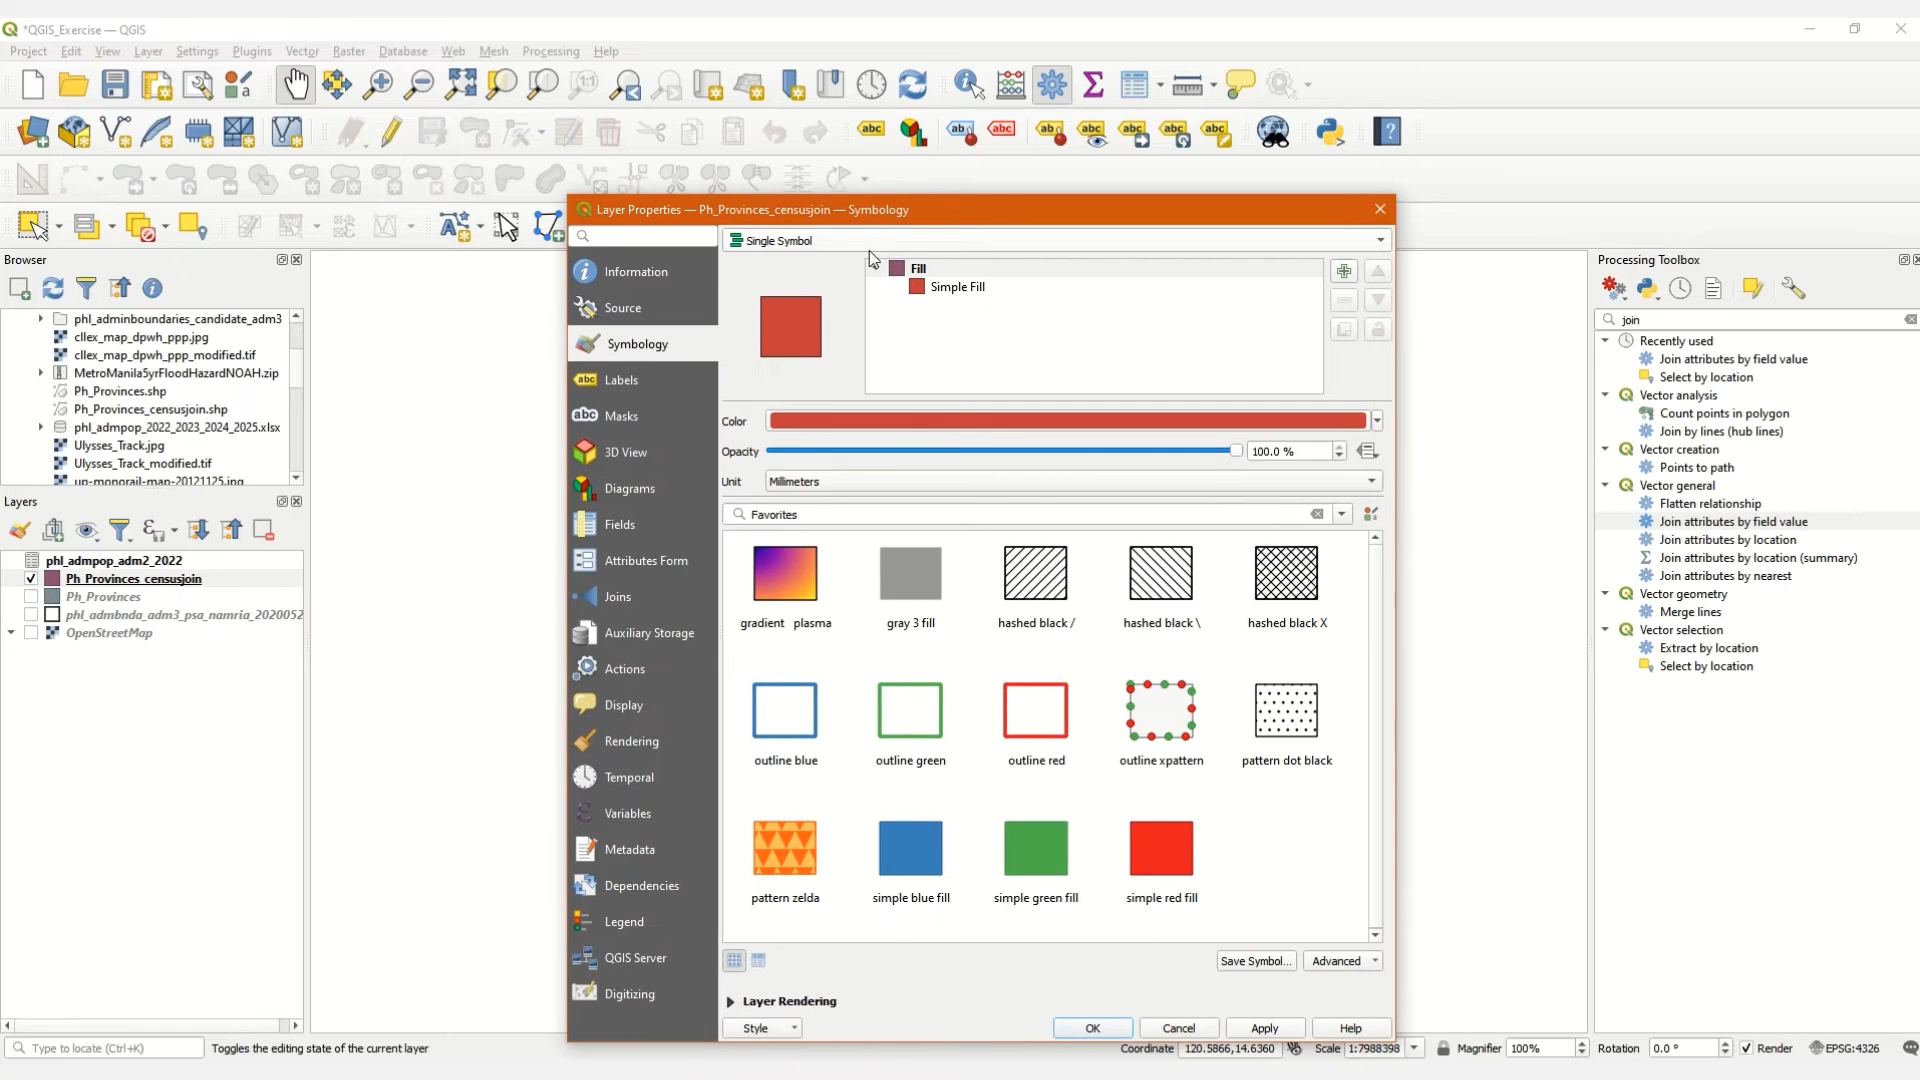 *QGIS_Exercise — QGIS
Project Edit View Layer Settings Plugins Vector Raster Database Web Mesh Processing Help
Browser
phl_adminboundaries_candidate_adm3
cllex_map_dpwh_ppp.jpg
cllex_map_dpwh_ppp_modified.tif
MetroManila5yrFloodHazardNOAH.zip
Ph_Provinces.shp
Ph_Provinces_censusjoin.shp
phl_admpop_2022_2023_2024_2025.xlsx
Ulysses_Track.jpg
Ulysses_Track_modified.tif
up-monorail-map-20121125.jpg
Layers
phl_admpop_adm2_2022
Ph_Provinces_censusjoin
Ph_Provinces
phl_admbnda_adm3_psa_namria_2020052
OpenStreetMap
Layer Properties — Ph_Provinces_censusjoin — Symbology
Information
Source
Symbology
Labels
Masks
3D View
Diagrams
Fields
Attributes Form
Joins
Auxiliary Storage
Actions
Display
Rendering
Temporal
Variables
Metadata
Dependencies
Legend
QGIS Server
Digitizing
Single Symbol
Fill
Simple Fill
Color
Opacity 100.0 %
Unit Millimeters
Favorites
gradient plasma gray 3 fill hashed black / hashed black \ hashed black X
outline blue outline green outline red outline xpattern pattern dot black
pattern zelda simple blue fill simple green fill simple red fill
Save Symbol... Advanced
Layer Rendering
Style OK Cancel Apply Help
Processing Toolbox
join
Recently used
Join attributes by field value
Select by location
Vector analysis
Count points in polygon
Join by lines (hub lines)
Vector creation
Points to path
Vector general
Flatten relationship
Join attributes by field value
Join attributes by location
Join attributes by location (summary)
Join attributes by nearest
Vector geometry
Merge lines
Vector selection
Extract by location
Select by location
Type to locate (Ctrl+K) Toggles the editing state of the current layer Coordinate 120.5866,14.6360 Scale 1:7988398 Magnifier 100% Rotation 0.0 ° Render EPSG:4326